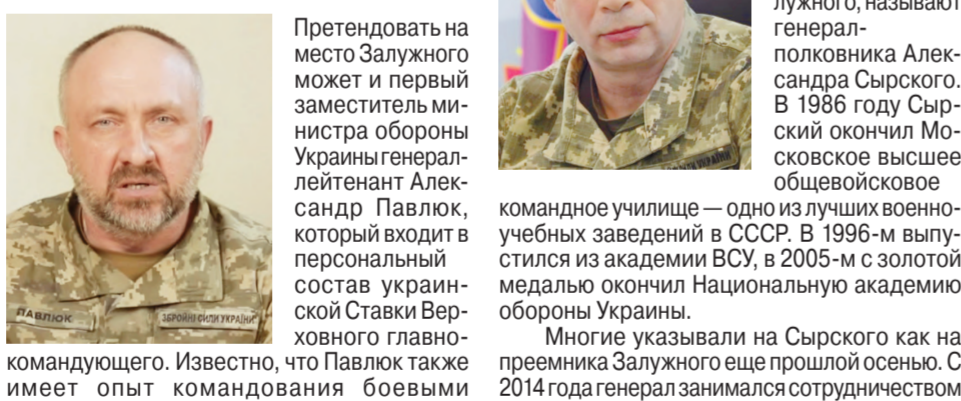 Претендовать на
место Залужного
может и первый
заместитель ми-
нистра обороны
Украины генерал-
лейтенант Алек-
сандр Павлюк,
который входит в
персональный
состав украин-
ской Ставки Вер-
ховного главно-
командующего. Известно, что Павлюк также
имеет опыт командования боевыми
ПАВЛЮК
ЗБРОЙНІ СИЛИ УКРАЇНИ
лужного, называют
генерал-
полковника Алек-
сандра Сырского.
В 1986 году Сыр-
ский окончил Мо-
сковское высшее
общевойсковое
командное училище — одно из лучших военно-
учебных заведений в СССР. В 1996-м выпу-
стился из академии ВСУ, в 2005-м с золотой
медалью окончил Национальную академию
обороны Украины.
Многие указывали на Сырского как на
преемника Залужного еще прошлой осенью. С
2014 года генерал занимался сотрудничеством
УКРАЇНИ